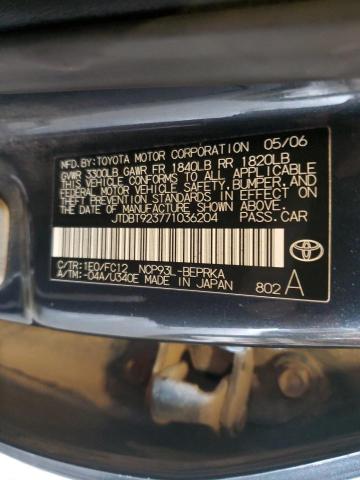 MFD.BY:TOYOTA MOTOR CORPORATION 05/06
GVWR 3300LB GAWR FR 1840LB RR 1820LB
THIS VEHICLE CONFORMS TO ALL APPLICABLE
FEDERAL MOTOR VEHICLE SAFETY, BUMPER, AND
THEFT PREVENTION STANDARDS IN EFFECT ON
THE DATE OF MANUFACTURE SHOWN ABOVE.
JTDBT923771036204 PASS.CAR
C/TR:1E0/FC12 NCP93L-BEPRKA
A/TM:-04A/U340E MADE IN JAPAN 802 A